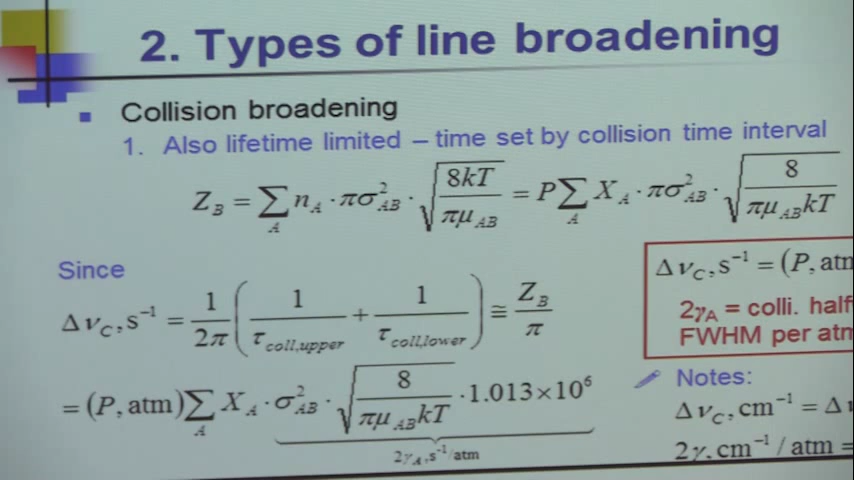 2. Types of line broadening
Collision broadening
1. Also lifetime limited – time set by collision time interval
Z_B = ∑_A n_A · πσ²_AB · √(8kT / πμ_AB) = P∑_A X_A · πσ²_AB · √(8 / πμ_AB kT)
Since
Δν_C, s⁻¹ = 1/2π (1/τ_coll,upper + 1/τ_coll,lower) ≅ Z_B/π
= (P, atm)∑_A X_A · σ²_AB · √(8 / πμ_AB kT) · 1.013×10⁶
2γ_A, s⁻¹/atm
Δν_C, s⁻¹ = (P, atm
2γ_A = colli. half
FWHM per atm
Notes:
Δν_C, cm⁻¹ = Δν
2γ, cm⁻¹ / atm =